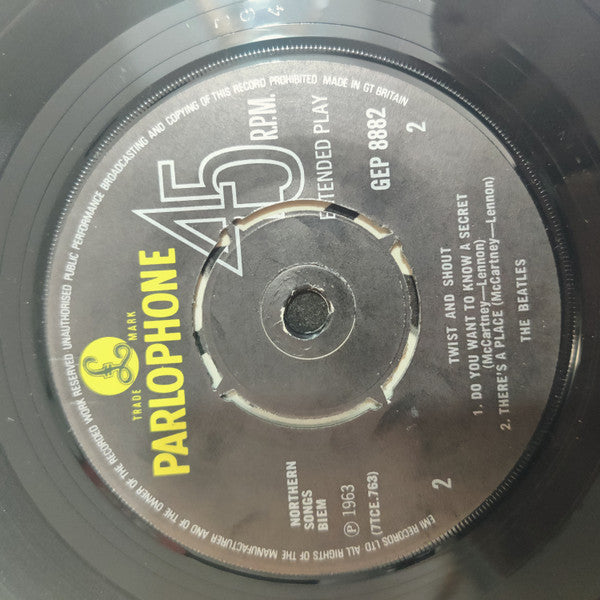 EMI RECORDS LTD ALL RIGHTS OF THE MANUFACTURER AND OF THE OWNER OF THE RECORDED WORK RESERVED UNAUTHORISED PUBLIC PERFORMANCE BROADCASTING AND COPYING OF THIS RECORD PROHIBITED MADE IN GT BRITAIN
TRADE MARK
£
PARLOPHONE
45
R.P.M.
EXTENDED PLAY
GEP 8882
2
NORTHERN
SONGS
BIEM
℗ 1963
(7TCE.763)
2
TWIST AND SHOUT
1. DO YOU WANT TO KNOW A SECRET
(McCartney—Lennon)
2. THERE'S A PLACE (McCartney—Lennon)
THE BEATLES